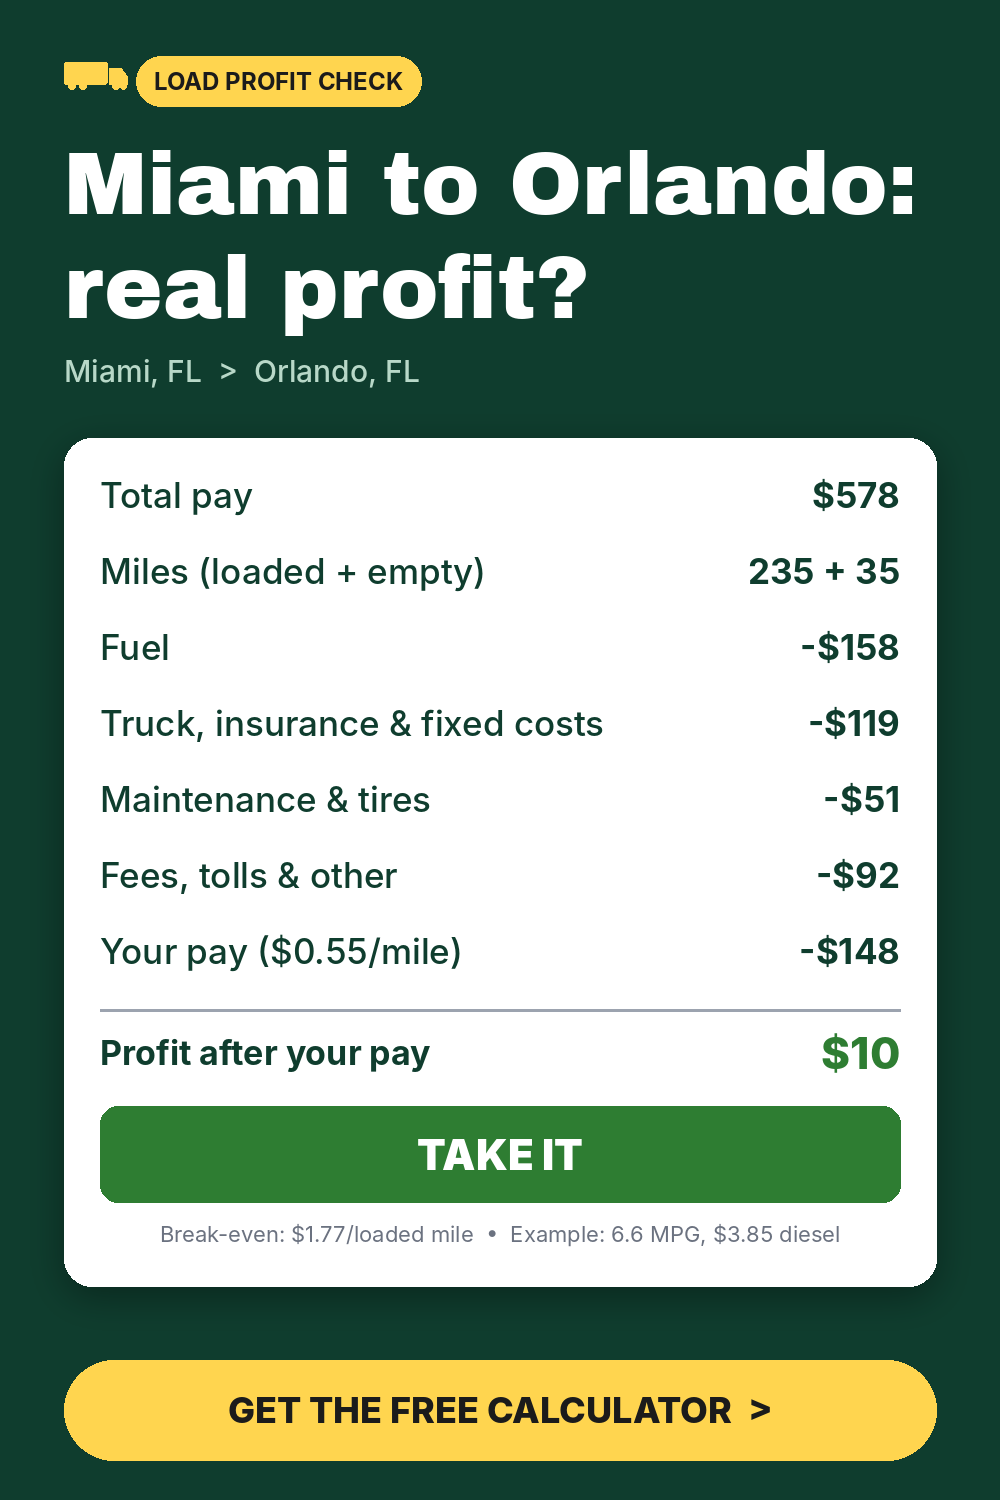 LOAD PROFIT CHECK
Miami to Orlando:
real profit?
Miami, FL > Orlando, FL
Total pay $578
Miles (loaded + empty) 235 + 35
Fuel -$158
Truck, insurance & fixed costs -$119
Maintenance & tires -$51
Fees, tolls & other -$92
Your pay ($0.55/mile) -$148
Profit after your pay $10
TAKE IT
Break-even: $1.77/loaded mile • Example: 6.6 MPG, $3.85 diesel
GET THE FREE CALCULATOR >